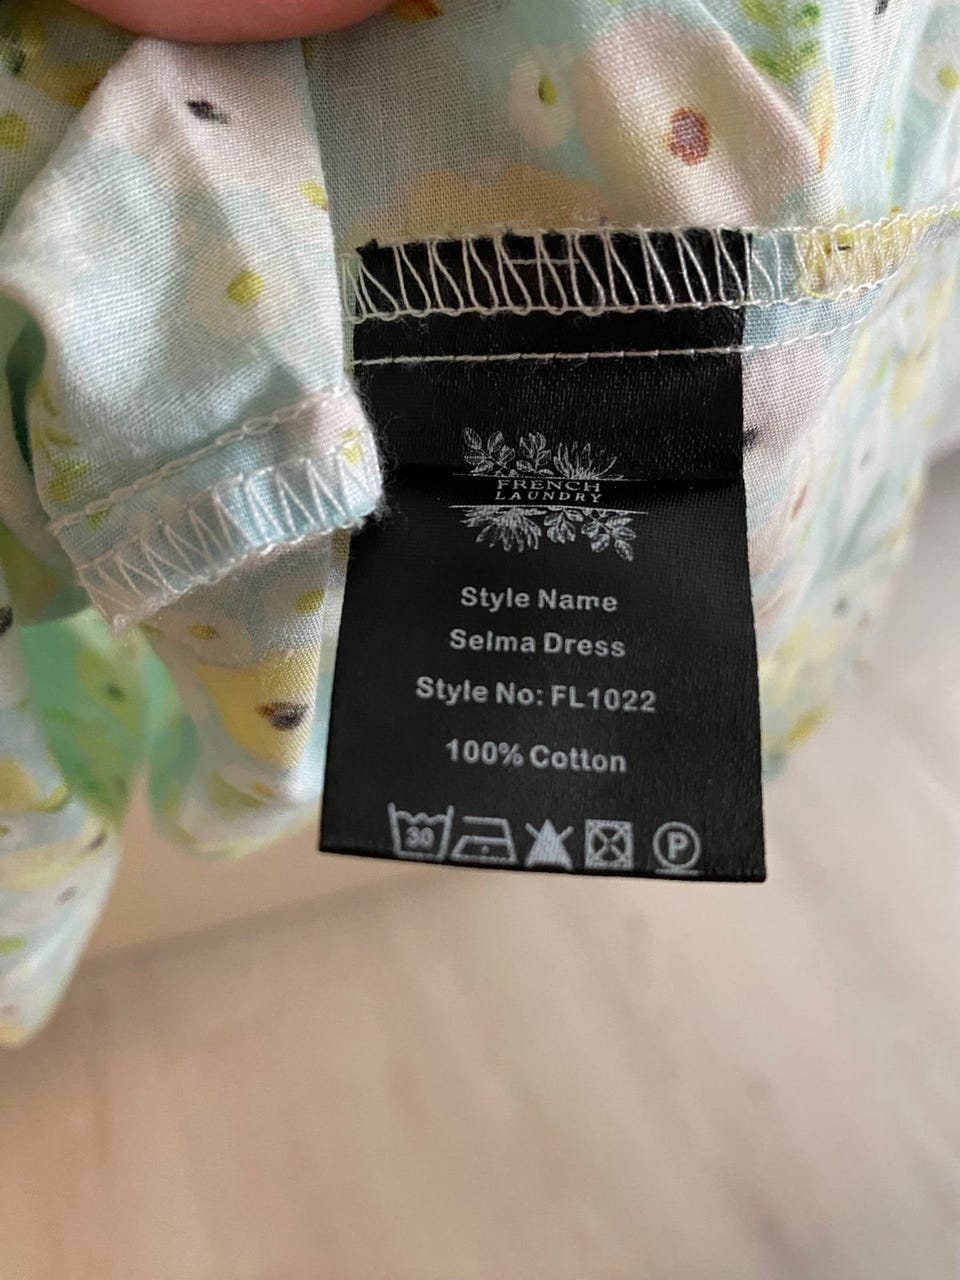 FRENCH
LAUNDRY
Style Name
Selma Dress
Style No: FL1022
100% Cotton
30
P